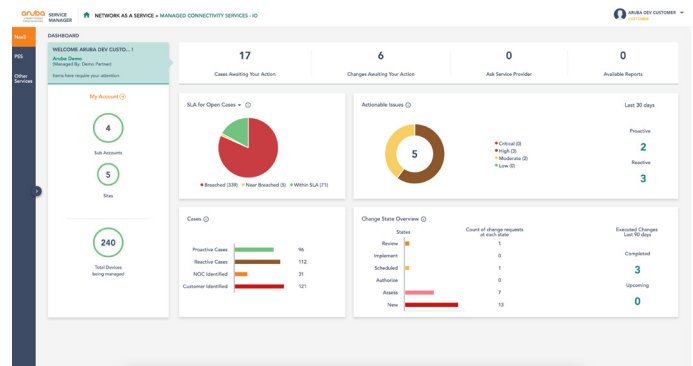 aruba
SERVICE
MANAGER
NETWORK AS A SERVICE » MANAGED CONNECTIVITY SERVICE - IO
ARUBA DEV CUSTOMER
CUSTOMER
NaaS
PES
Other
Services
DASHBOARD
WELCOME ARUBA DEV CUSTO... !
Aruba Demo
(Managed By: Demo Partner)
Items here require your attention
17
Cases Awaiting Your Action
6
Changes Awaiting Your Action
0
Ask Service Provider
0
Available Reports
My Account
4
Sub Accounts
5
Sites
240
Total Devices
being managed
SLA for Open Cases
Breached (339) Near Breached (5) Within SLA (71)
Actionable Issues
5
Critical (0)
High (3)
Moderate (2)
Low (0)
Last 30 days
Proactive
2
Reactive
3
Cases
Proactive Cases 96
Reactive Cases 112
NOC Identified 31
Customer Identified 121
Change State Overview
States
Count of change requests
at each state
Review 1
Implement 0
Scheduled 1
Authorize 0
Assess 7
New 13
Executed Changes
Last 90 days
Completed
3
Upcoming
0